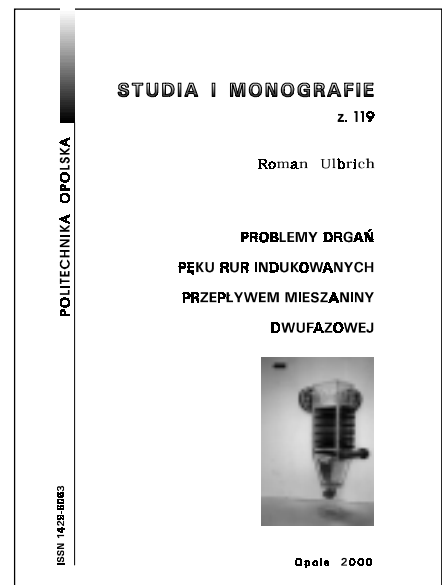 STUDIA I MONOGRAFIE
z. 119
Roman Ulbrich
PROBLEMY DRGAŃ
PĘKU RUR INDUKOWANYCH
PRZEPŁYWEM MIESZANINY
DWUFAZOWEJ
Opole 2000
POLITECHNIKA OPOLSKA
ISSN 1429-6063